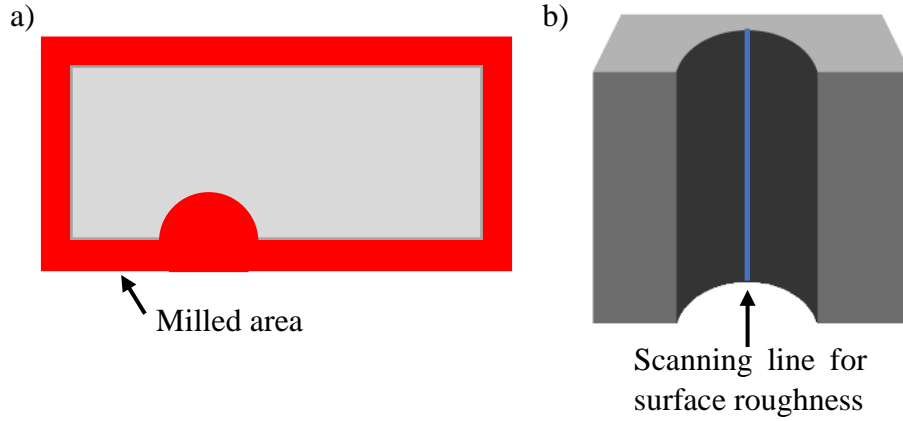 a)
b)
Milled area
Scanning line for
surface roughness